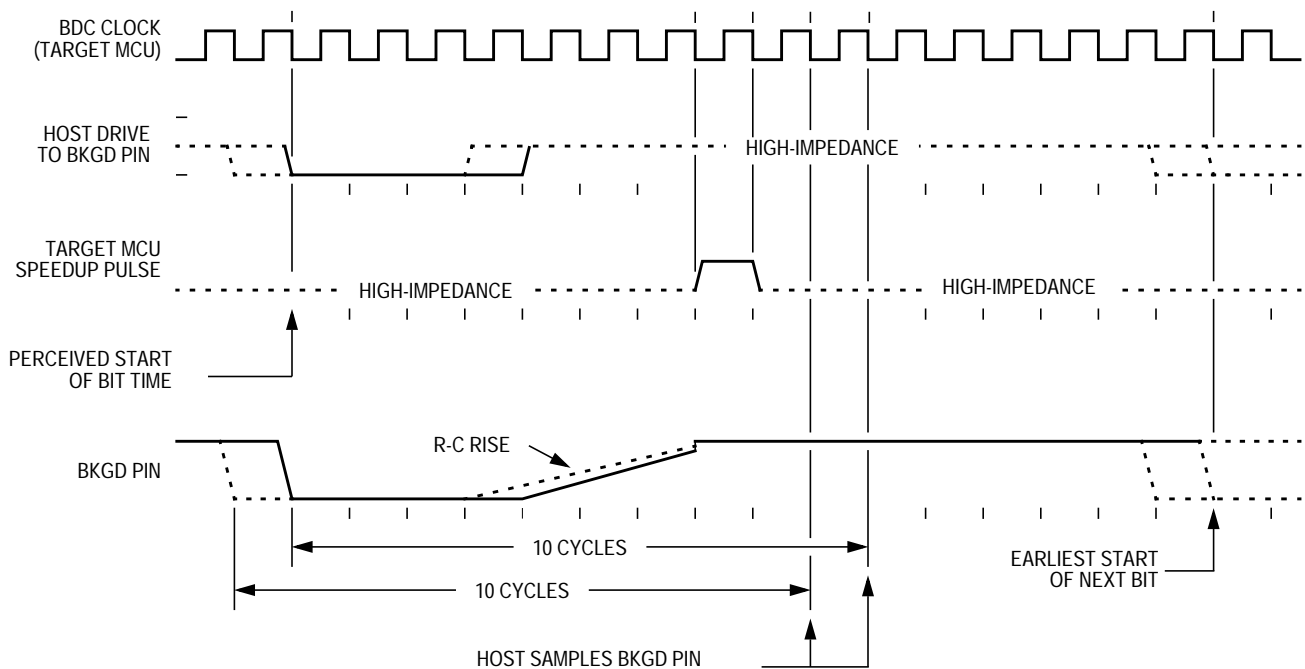 BDC CLOCK
(TARGET MCU)
HOST DRIVE
TO BKGD PIN
HIGH-IMPEDANCE
TARGET MCU
SPEEDUP PULSE
HIGH-IMPEDANCE
HIGH-IMPEDANCE
PERCEIVED START
OF BIT TIME
R-C RISE
BKGD PIN
10 CYCLES
EARLIEST START
OF NEXT BIT
10 CYCLES
HOST SAMPLES BKGD PIN